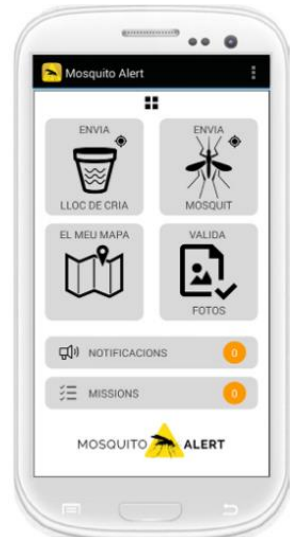 Mosquito Alert
ENVIA
LLOC DE CRIA
ENVIA
MOSQUIT
EL MEU MAPA
VALIDA
FOTOS
NOTIFICACIONS 0
MISSIONS 0
MOSQUITO ALERT